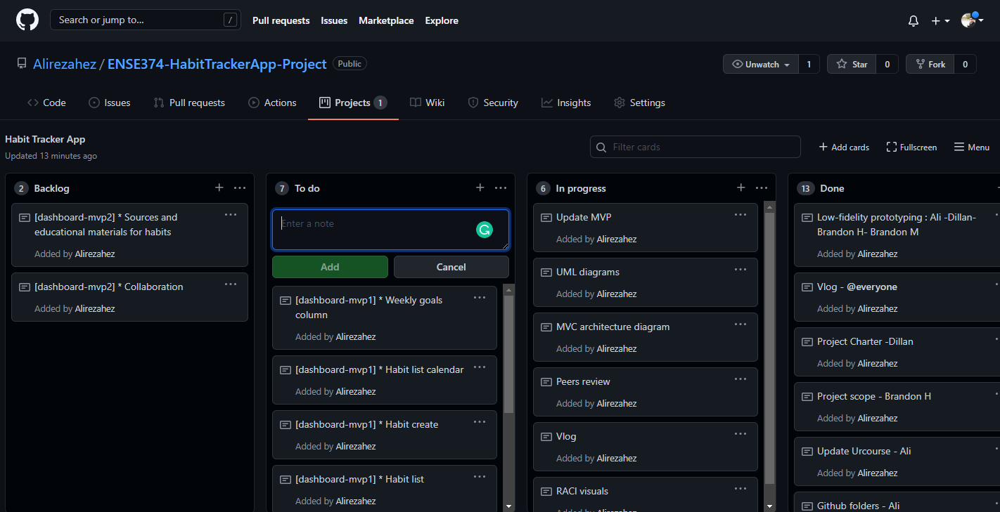 Search or jump to...
/
Pull requests
Issues
Marketplace
Explore
Alirezahez / ENSE374-HabitTrackerApp-Project
Public
Unwatch
1
Star
0
Fork
0
Code
Issues
Pull requests
Actions
Projects 1
Wiki
Security
Insights
Settings
Habit Tracker App
Updated 13 minutes ago
Filter cards
Add cards
Fullscreen
Menu
2 Backlog
[dashboard-mvp2] * Sources and
educational materials for habits
Added by Alirezahez
[dashboard-mvp2] * Collaboration
Added by Alirezahez
7 To do
Enter a note
Add
Cancel
[dashboard-mvp1] * Weekly goals
column
Added by Alirezahez
[dashboard-mvp1] * Habit list calendar
Added by Alirezahez
[dashboard-mvp1] * Habit create
Added by Alirezahez
[dashboard-mvp1] * Habit list
Added by Alirezahez
6 In progress
Update MVP
Added by Alirezahez
UML diagrams
Added by Alirezahez
MVC architecture diagram
Added by Alirezahez
Peers review
Added by Alirezahez
Vlog
Added by Alirezahez
RACI visuals
Added by Alirezahez
13 Done
Low-fidelity prototyping : Ali -Dillan-
Brandon H- Brandon M
Added by Alirezahez
Vlog - @everyone
Added by Alirezahez
Project Charter -Dillan
Added by Alirezahez
Project scope - Brandon H
Added by Alirezahez
Update Urcourse - Ali
Added by Alirezahez
Github folders - Ali